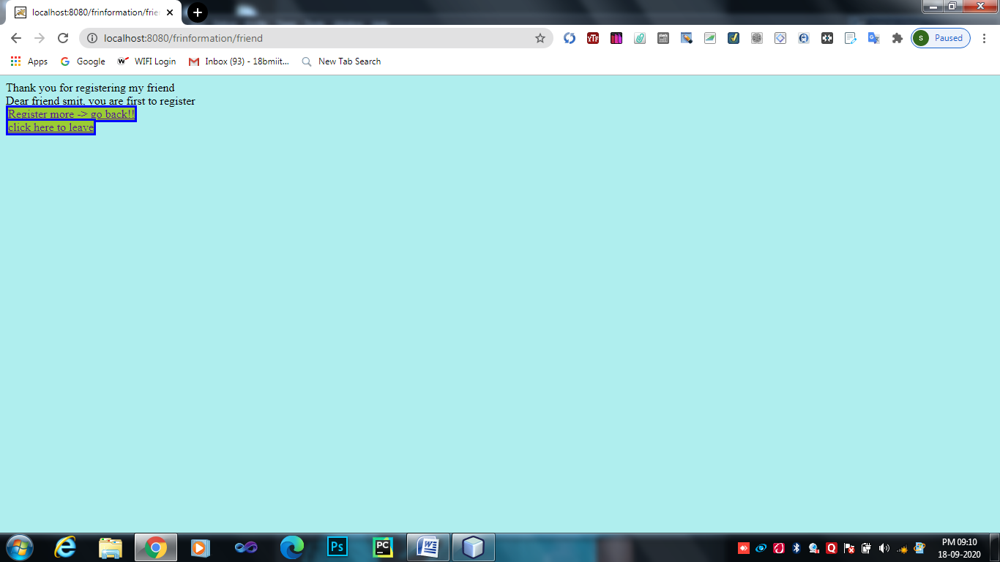 localhost:8080/frinformation/frie
localhost:8080/frinformation/friend
S Paused
Apps Google WIFI Login Inbox (93) - 18bmiit... New Tab Search
Thank you for registering my friend
Dear friend smit, you are first to register
Register more -> go back!!
click here to leave
Ps PC
PM 09:10
18-09-2020